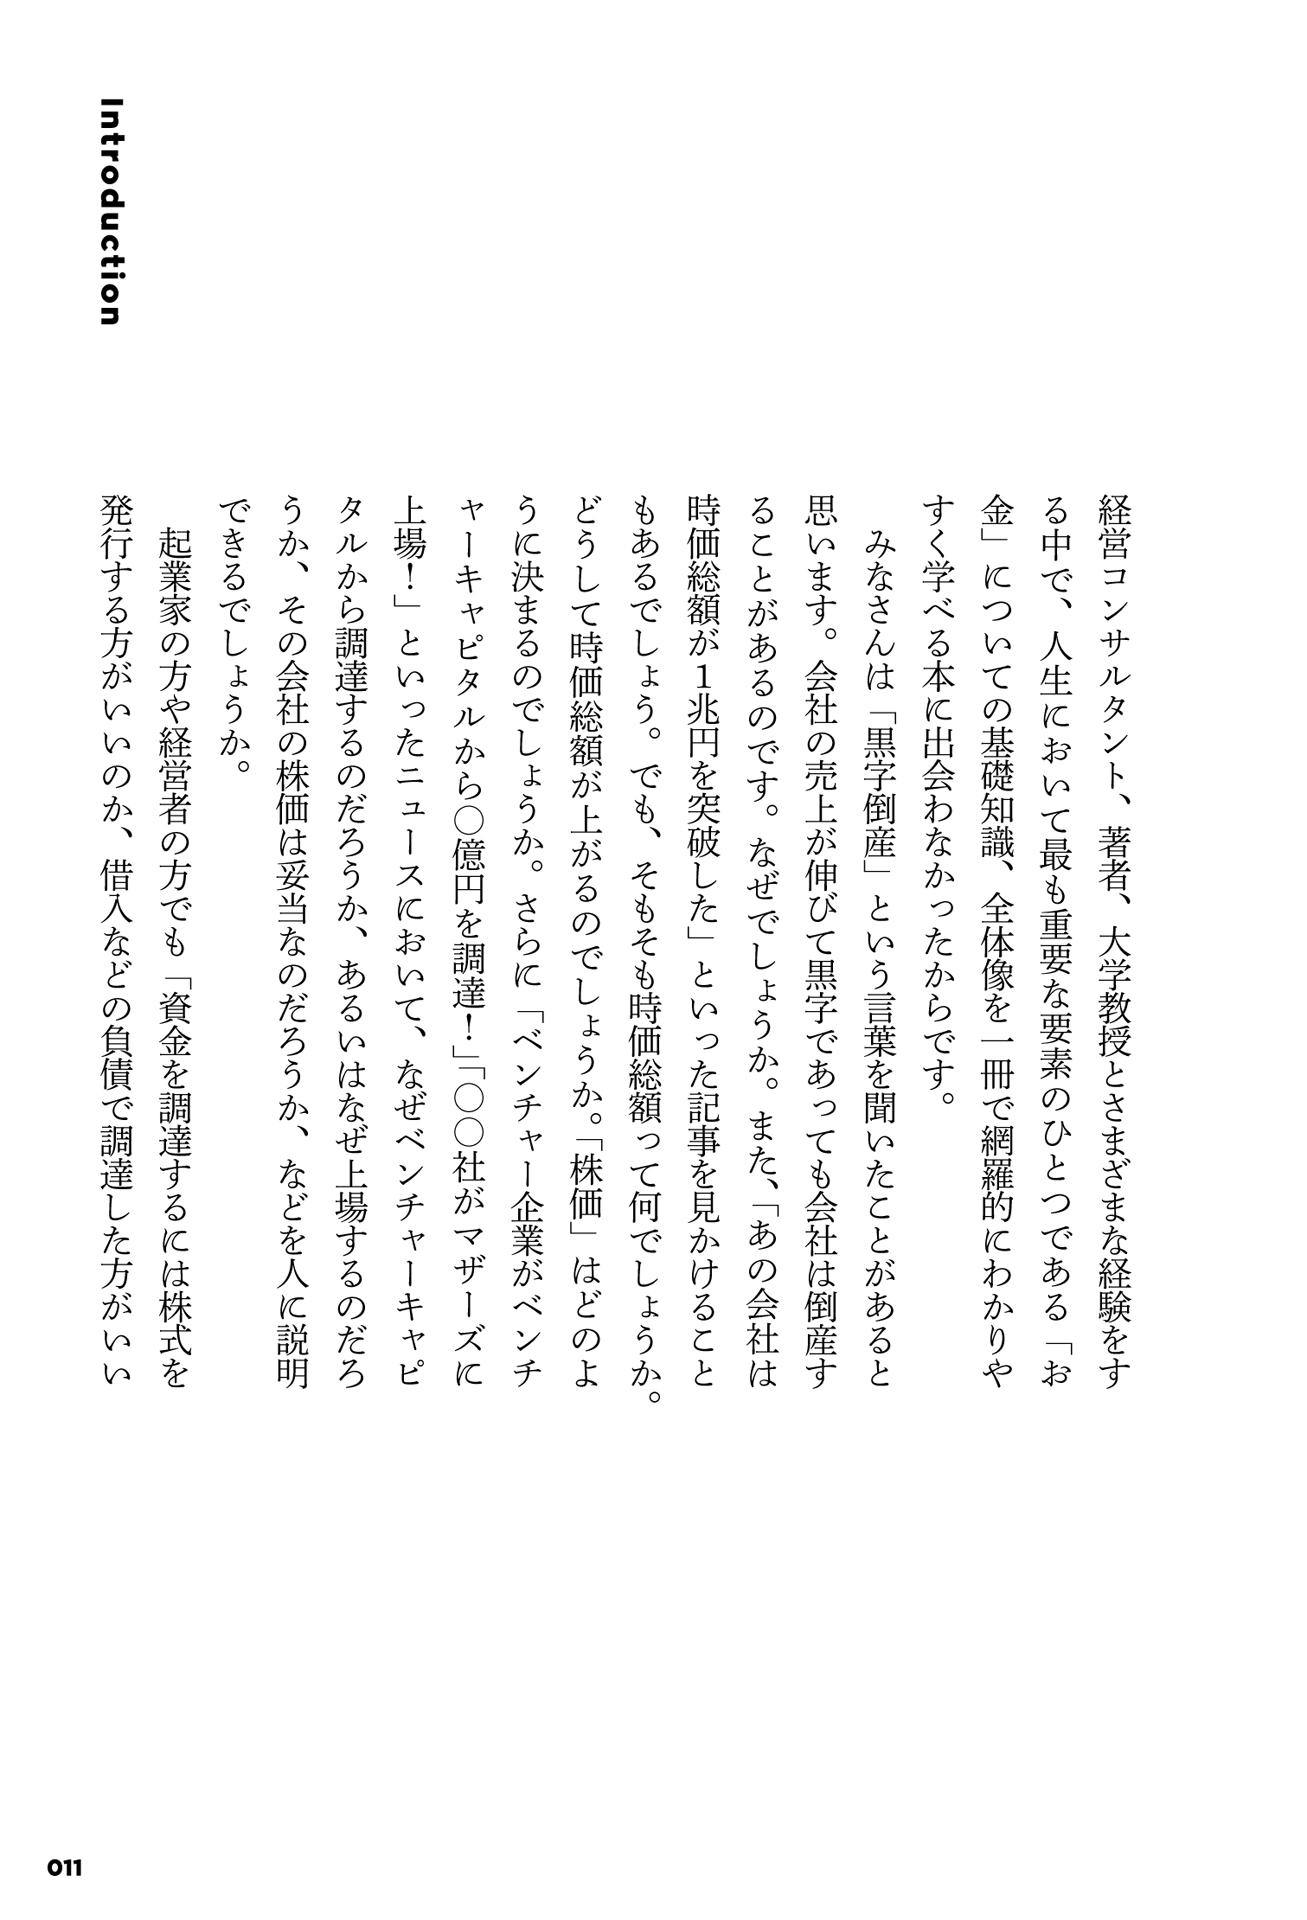 Introduction
経営コンサルタント、著者、大学教授とさまざまな経験をす
る中で、人生において最も重要な要素のひとつである「お
金」についての基礎知識、全体像を一冊で網羅的にわかりや
すく学べる本に出会わなかったからです。
　みなさんは「黒字倒産」という言葉を聞いたことがあると
思います。会社の売上が伸びて黒字であっても会社は倒産す
ることがあるのです。なぜでしょうか。また、「あの会社は
時価総額が1兆円を突破した」といった記事を見かけること
もあるでしょう。でも、そもそも時価総額って何でしょうか。
どうして時価総額が上がるのでしょうか。「株価」はどのよ
うに決まるのでしょうか。さらに「ベンチャー企業がベンチ
ャーキャピタルから〇億円を調達！」「〇〇社がマザーズに
上場！」といったニュースにおいて、なぜベンチャーキャピ
タルから調達するのだろうか、あるいはなぜ上場するのだろ
うか、その会社の株価は妥当なのだろうか、などを人に説明
できるでしょうか。
　起業家の方や経営者の方でも「資金を調達するには株式を
発行する方がいいのか、借入などの負債で調達した方がいい
011